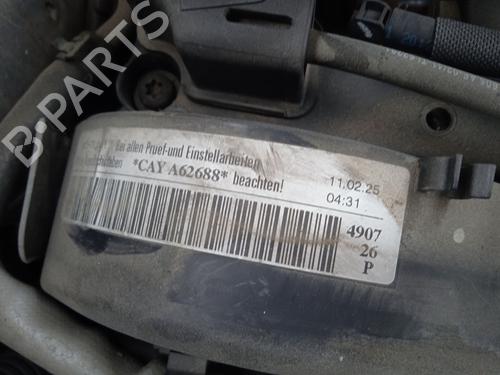 Bei allen Pruef-und Einstellarbeiten
*CAY A62688* beachten!
11.02.25
04:31
4907
26
P
B-PARTS